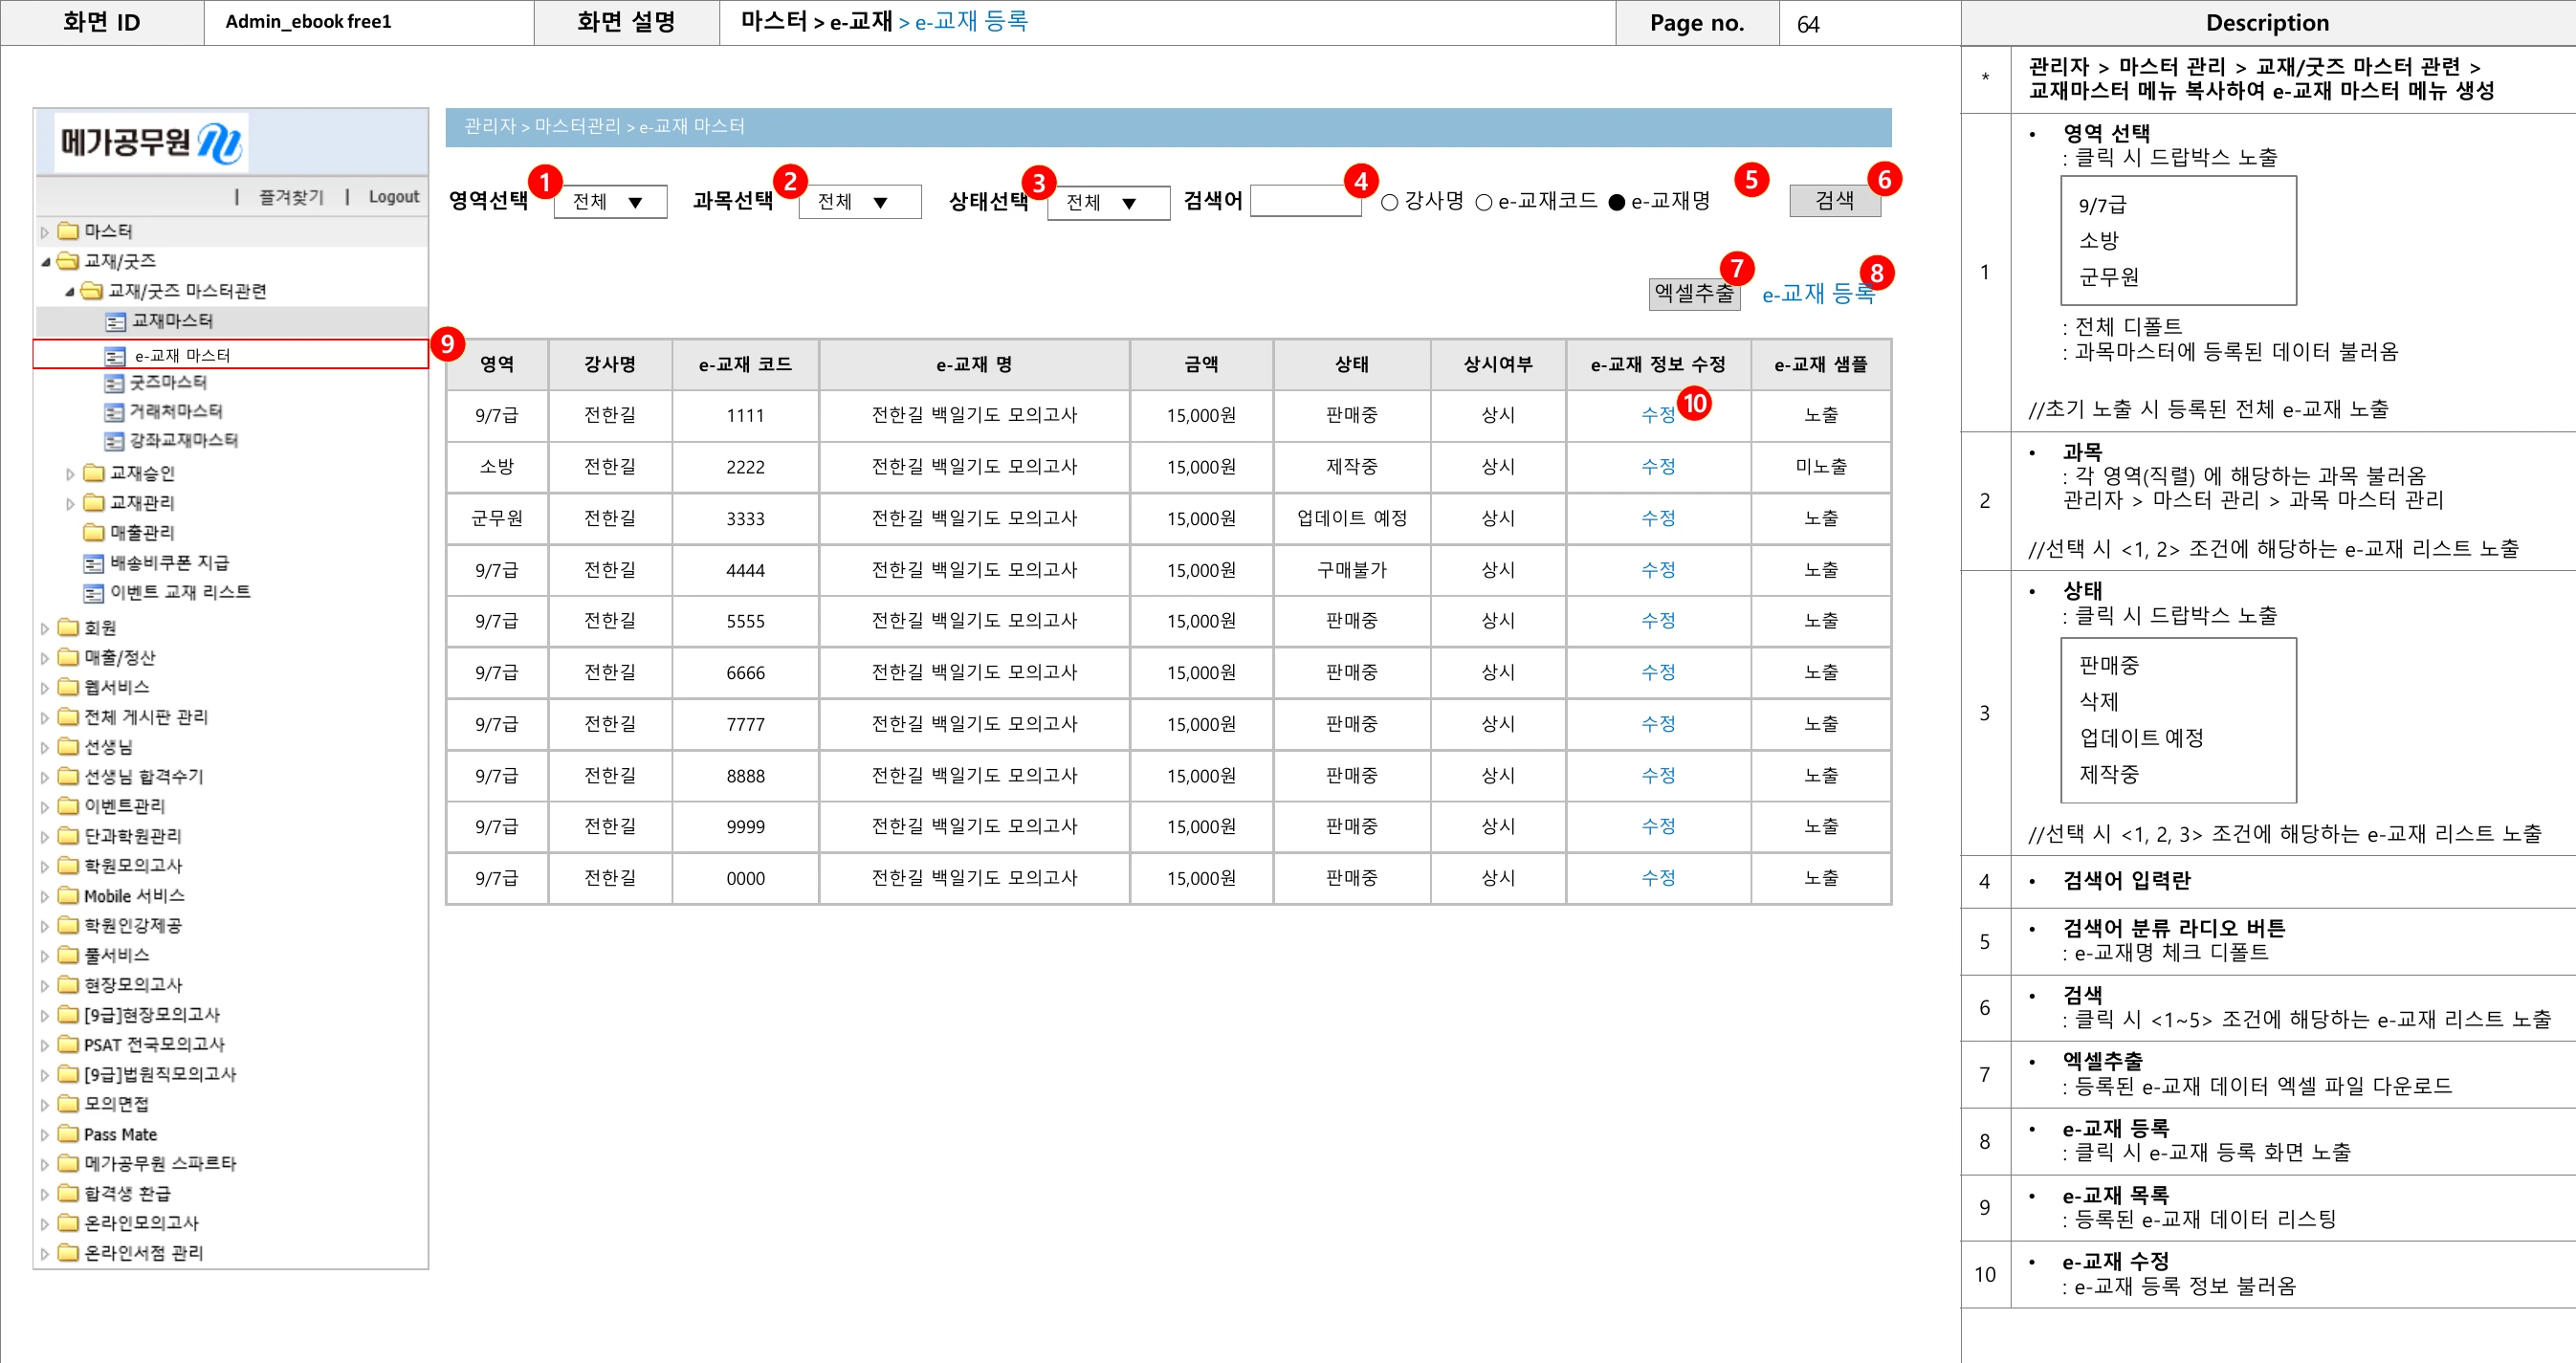 화면 ID
Admin_ebook free1
화면 설명
마스터 > e-교재 > e-교재 등록
Page no.
64
Description
메가공무원
| 즐겨찾기 | Logout
마스터
교재/굿즈
교재/굿즈 마스터관련
교재마스터
e-교재 마스터
굿즈마스터
거래처마스터
강좌교재마스터
교재승인
교재관리
매출관리
배송비쿠폰 지급
이벤트 교재 리스트
회원
매출/정산
웹서비스
전체 게시판 관리
선생님
선생님 합격수기
이벤트관리
단과학원관리
학원모의고사
Mobile 서비스
학원인강제공
풀서비스
현장모의고사
[9급]현장모의고사
PSAT 전국모의고사
[9급]법원직모의고사
모의면접
Pass Mate
메가공무원 스파르타
합격생 환급
온라인모의고사
온라인서점 관리
관리자 > 마스터관리 > e-교재 마스터
영역선택 1 전체 ▼ 과목선택 2 전체 ▼ 상태선택 3 전체 ▼ 검색어 4 ○ 강사명 ○ e-교재코드 ● e-교재명 5 검색 6
엑셀추출 7 e-교재 등록 8
9
영역 강사명 e-교재 코드 e-교재 명 금액 상태 상시여부 e-교재 정보 수정 e-교재 샘플
9/7급 전한길 1111 전한길 백일기도 모의고사 15,000원 판매중 상시 수정 10 노출
소방 전한길 2222 전한길 백일기도 모의고사 15,000원 제작중 상시 수정 미노출
군무원 전한길 3333 전한길 백일기도 모의고사 15,000원 업데이트 예정 상시 수정 노출
9/7급 전한길 4444 전한길 백일기도 모의고사 15,000원 구매불가 상시 수정 노출
9/7급 전한길 5555 전한길 백일기도 모의고사 15,000원 판매중 상시 수정 노출
9/7급 전한길 6666 전한길 백일기도 모의고사 15,000원 판매중 상시 수정 노출
9/7급 전한길 7777 전한길 백일기도 모의고사 15,000원 판매중 상시 수정 노출
9/7급 전한길 8888 전한길 백일기도 모의고사 15,000원 판매중 상시 수정 노출
9/7급 전한길 9999 전한길 백일기도 모의고사 15,000원 판매중 상시 수정 노출
9/7급 전한길 0000 전한길 백일기도 모의고사 15,000원 판매중 상시 수정 노출
* 관리자 > 마스터 관리 > 교재/굿즈 마스터 관련 >
교재마스터 메뉴 복사하여 e-교재 마스터 메뉴 생성
1
• 영역 선택
: 클릭 시 드랍박스 노출
9/7급
소방
군무원
: 전체 디폴트
: 과목마스터에 등록된 데이터 불러옴
//초기 노출 시 등록된 전체 e-교재 노출
2
• 과목
: 각 영역(직렬) 에 해당하는 과목 불러옴
관리자 > 마스터 관리 > 과목 마스터 관리
//선택 시 <1, 2> 조건에 해당하는 e-교재 리스트 노출
3
• 상태
: 클릭 시 드랍박스 노출
판매중
삭제
업데이트 예정
제작중
//선택 시 <1, 2, 3> 조건에 해당하는 e-교재 리스트 노출
4
• 검색어 입력란
5
• 검색어 분류 라디오 버튼
: e-교재명 체크 디폴트
6
• 검색
: 클릭 시 <1~5> 조건에 해당하는 e-교재 리스트 노출
7
• 엑셀추출
: 등록된 e-교재 데이터 엑셀 파일 다운로드
8
• e-교재 등록
: 클릭 시 e-교재 등록 화면 노출
9
• e-교재 목록
: 등록된 e-교재 데이터 리스팅
10
• e-교재 수정
: e-교재 등록 정보 불러옴